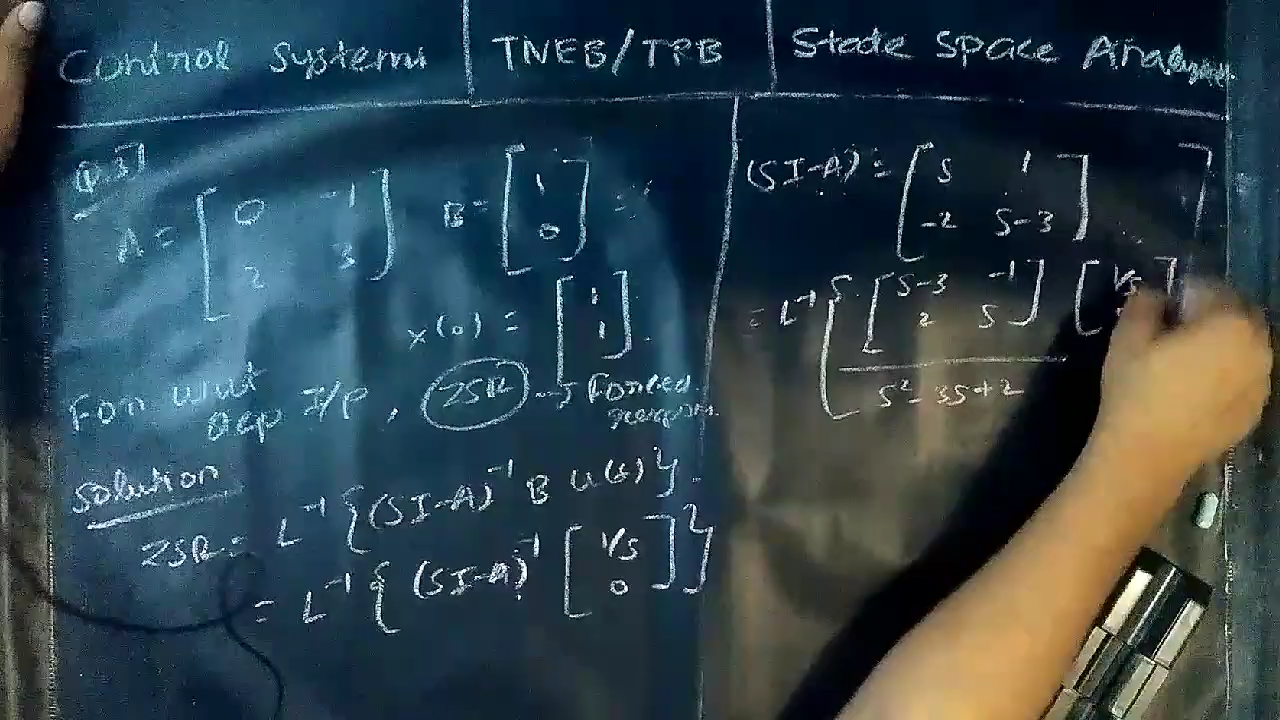 Control Systems TNEB/TRB State Space Analysis
Q.3]
A = [ 0 -1 ] B = [ 1 ] =
[ 2 3 ] [ 0 ]
x(0) = [ 1 ]
[ 1 ].
For unit step I/P, ZSR → Forced
Solution
ZSR = L⁻¹ {(SI-A)⁻¹ B U(s)}.
= L⁻¹ { (SI-A)⁻¹ [ 1/S ] }
[ 0 ]
(SI-A) = [ S 1 ]
[ -2 S-3 ]
= L⁻¹ [ [ S-3 -1 ] [ 1/S ]
[ 2 S ]
S²-3S+2